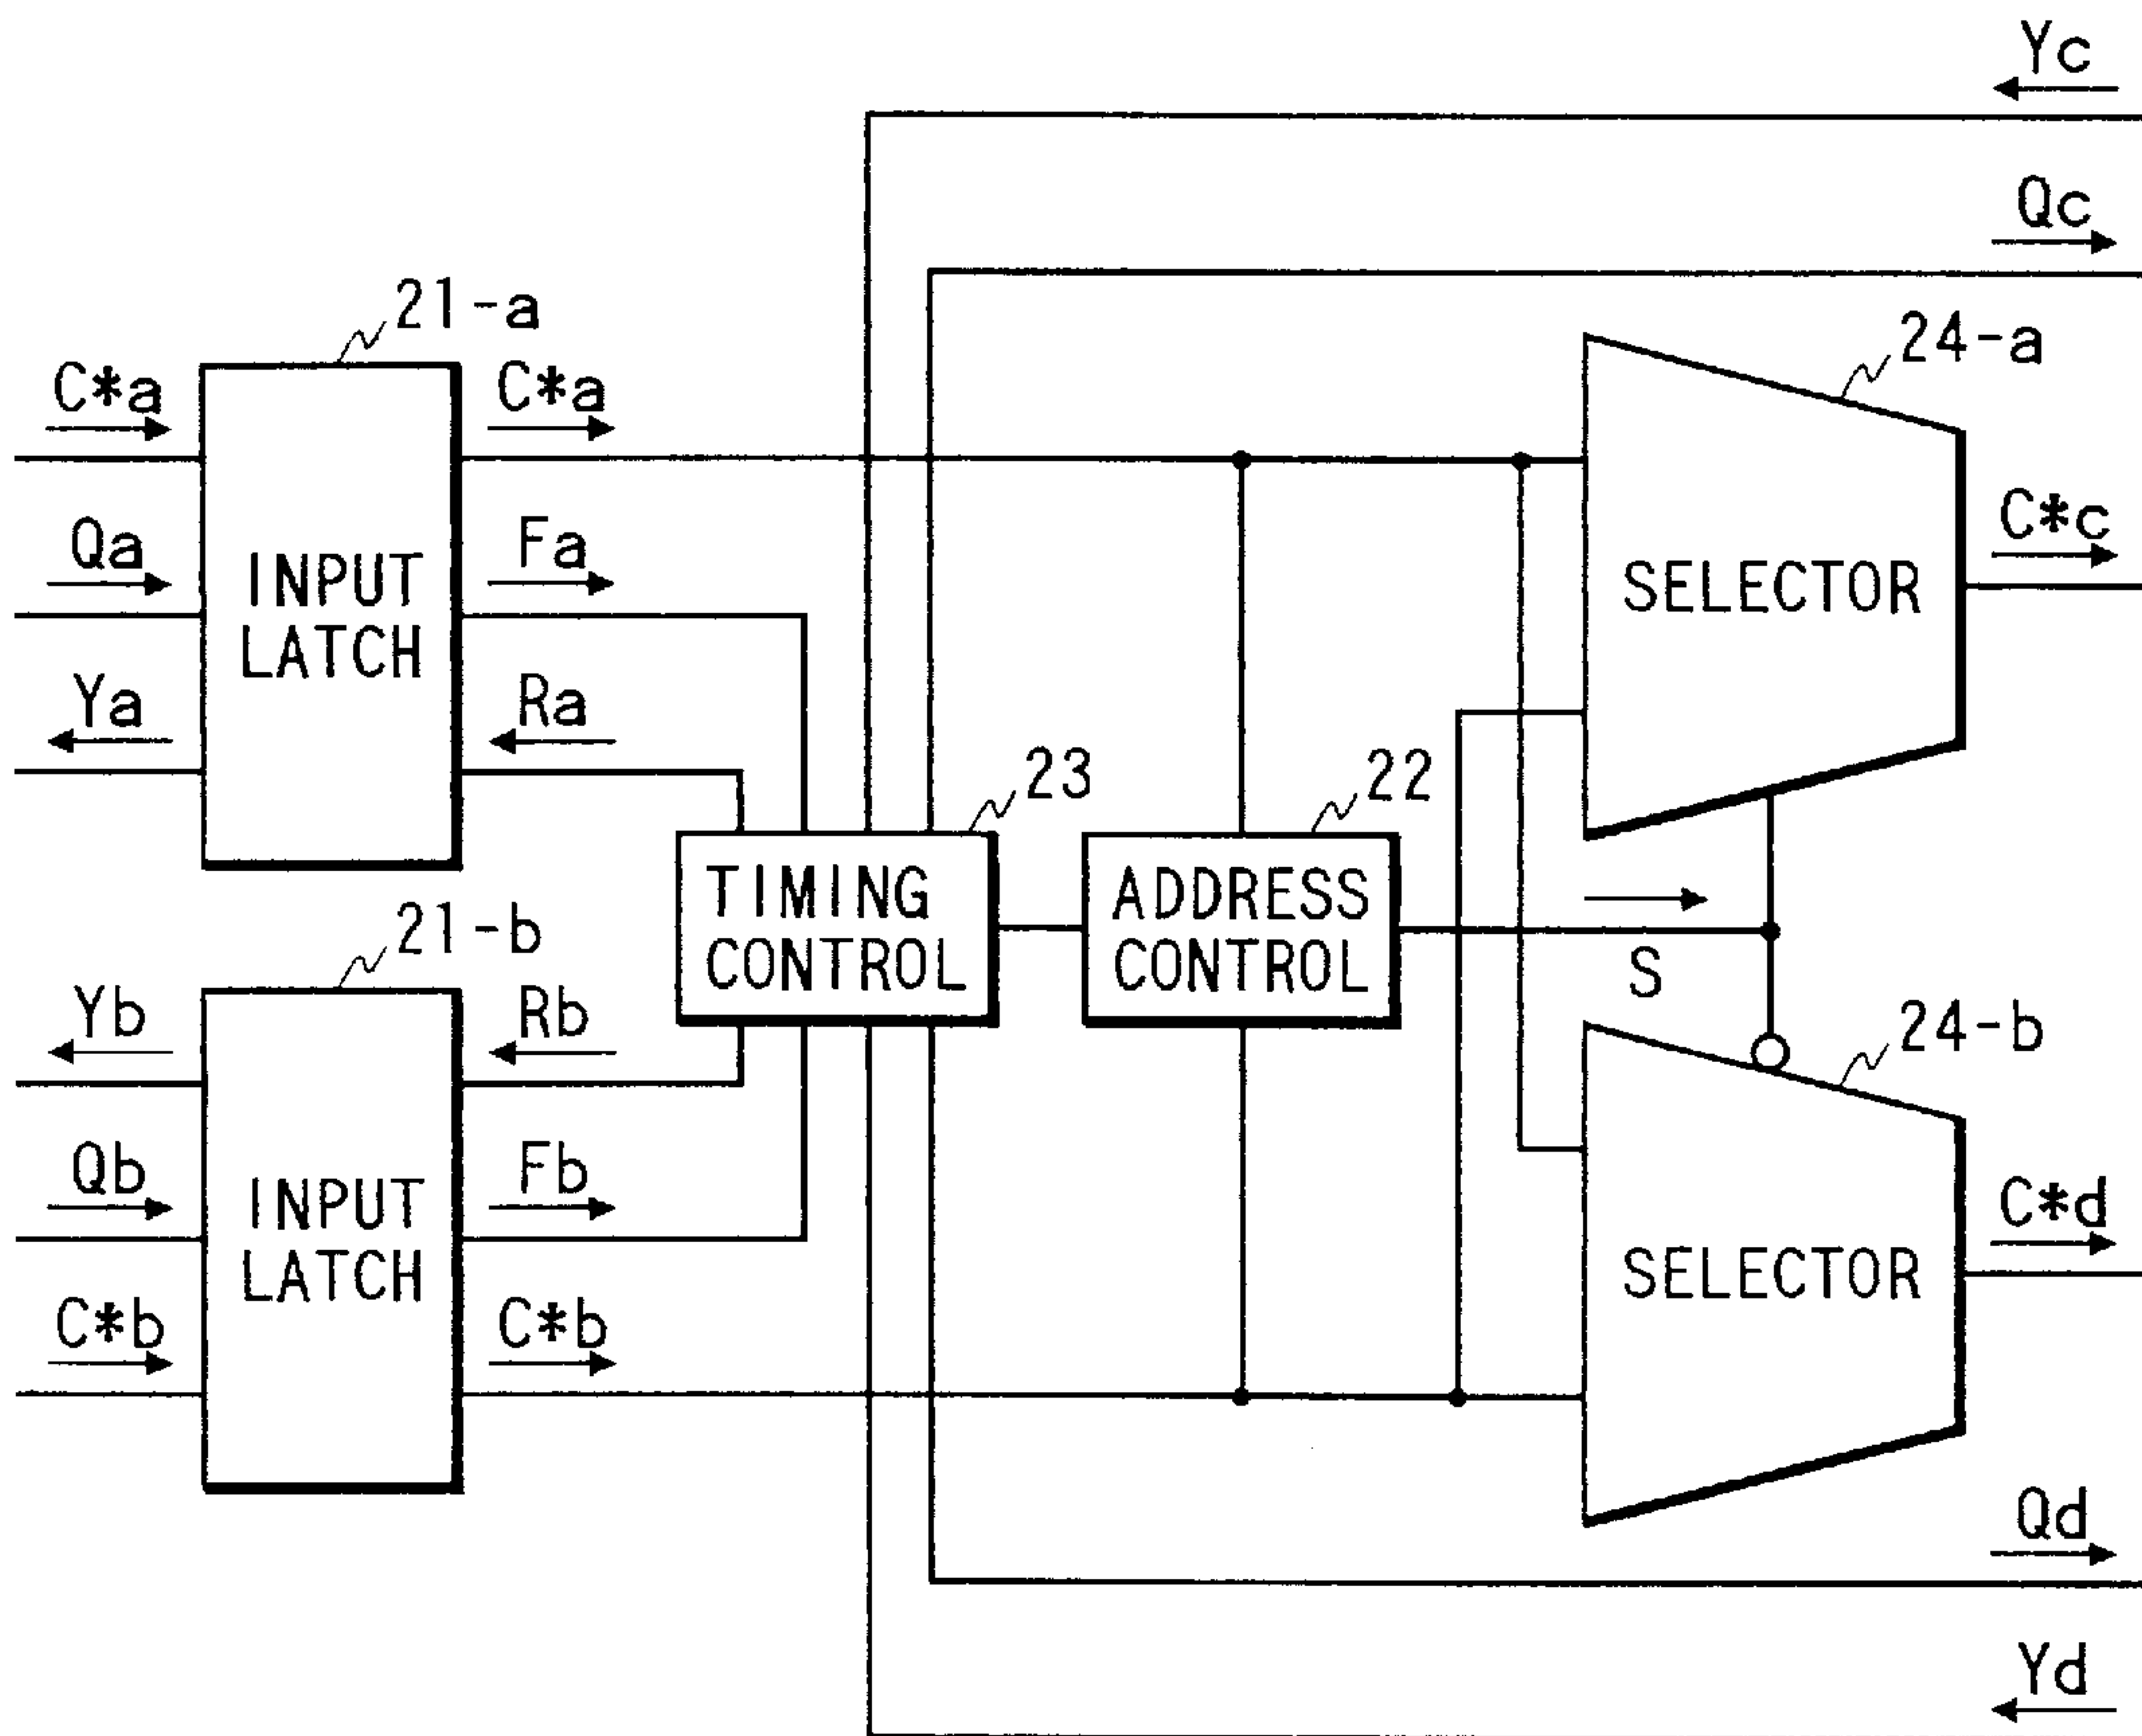 Yc
Qc
21-a
24-a
C*a
C*a
C*c
Qa
Fa
INPUT
LATCH
SELECTOR
Ya
Ra
23
22
TIMING
CONTROL
ADDRESS
CONTROL
S
21-b
24-b
Yb
Rb
Qb
Fb
INPUT
LATCH
C*d
SELECTOR
C*b
C*b
Qd
Yd